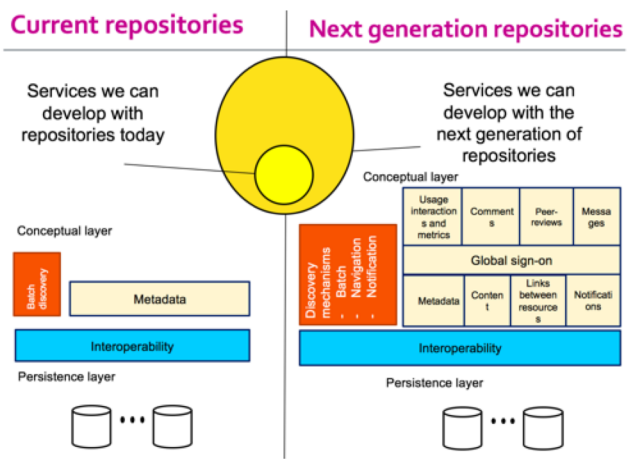 Current repositories
Services we can
develop with
repositories today
Conceptual layer
Batch
discovery
Metadata
Interoperability
Persistence layer
Next generation repositories
Services we can
develop with the
next generation of
repositories
Conceptual layer
Discovery
mechanisms
- Batch
- Navigation
- Notification
Usage
interaction
s and
metrics
Comment
s
Peer-
reviews
Messa
ges
Global sign-on
Metadata
Conten
t
Links
between
resource
s
Notificati
ons
Interoperability
Persistence layer